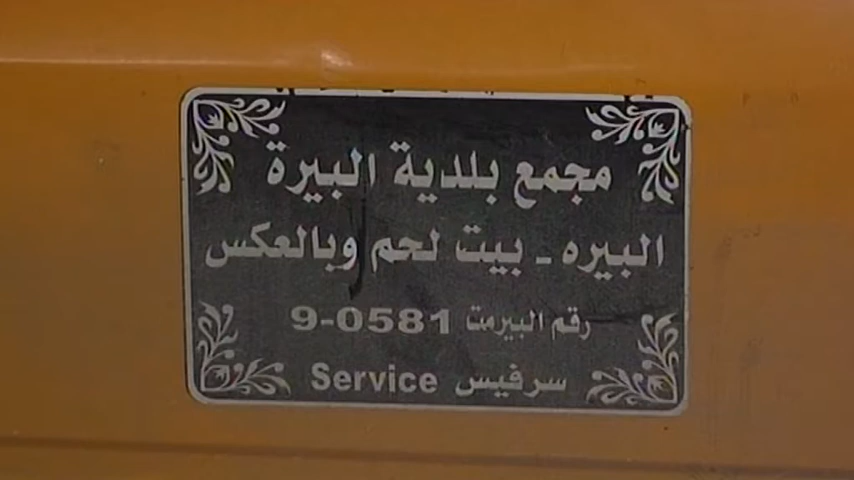 مجمع بلدية البيرة
البيره - بيت لحم وبالعكس
رقم البيرمت 9-0581
سرفيس Service